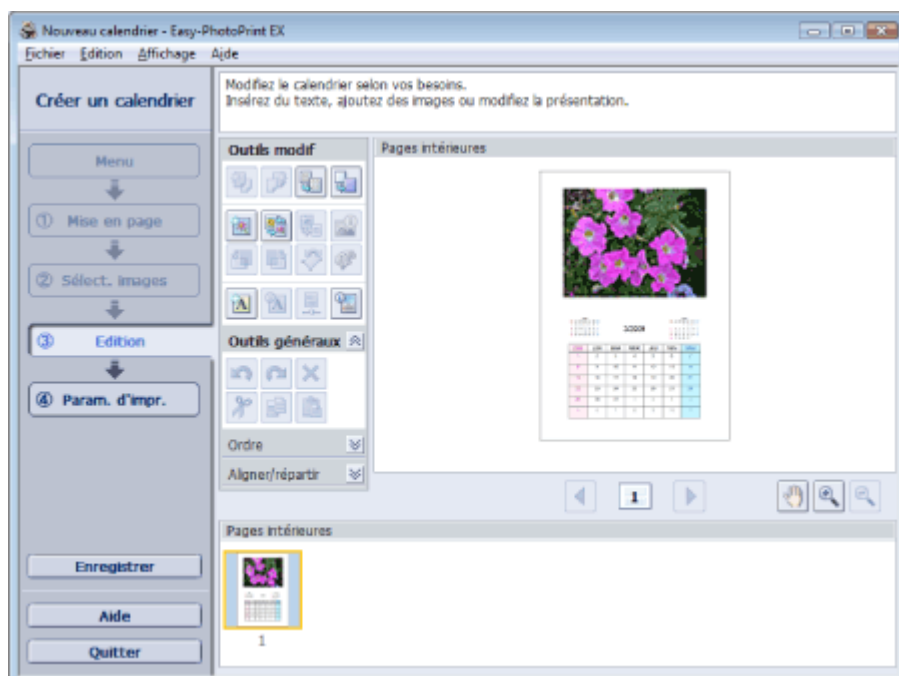 Nouveau calendrier - Easy-PhotoPrint EX
Fichier Edition Affichage Aide
Créer un calendrier
Modifiez le calendrier selon vos besoins.
Insérez du texte, ajoutez des images ou modifiez la présentation.
Menu
① Mise en page
② Sélect. images
③ Edition
④ Param. d'impr.
Enregistrer
Aide
Quitter
Outils modif
Outils généraux
Ordre
Aligner/répartir
Pages intérieures
1
Pages intérieures
1